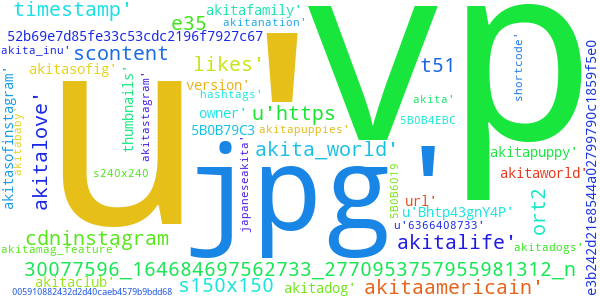 timestamp'
akitafamily'
e35
akitanation'
52b69e7d85fe33c53cdc2196f7927c67
akita_inu'
scontent
likes'
t51
akitasofig'
version'
hashtags'
owner'
u'https
akita'
5B0B79C3
akitapuppies'
5B0B4EBC
akita_world'
akitapuppy'
akitaworld'
shortcode'
thumbnails'
akitastagram'
akitasofinstagram'
akitababy'
akitalove'
s240x240
japaneseakita'
u'
vp
jpg'
5B0B6019
url'
u'Bhtp43gnY4P'
u'6366408733'
ort2
cdninstagram
akitalife'
akitadogs'
akitamag_feature'
30077596_1646846975627​33_2770953757955981312_n
akitaclub'
s150x150
akitadog'
akitaamericain'
005910882432d2d40caeb4579b9bdd68
e3b242d21e8544a02799790c1859f5e0